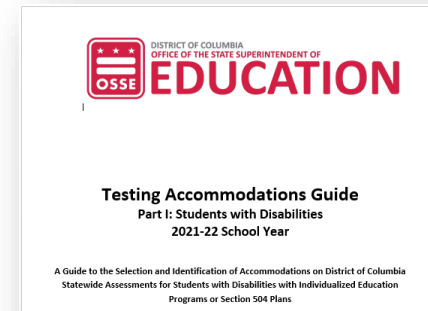 DISTRICT OF COLUMBIA
OFFICE OF THE STATE SUPERINTENDENT OF
OSSE
EDUCATION
Testing Accommodations Guide
Part I: Students with Disabilities
2021-22 School Year
A Guide to the Selection and Identification of Accommodations on District of Columbia
Statewide Assessments for Students with Disabilities with Individualized Education
Programs or Section 504 Plans